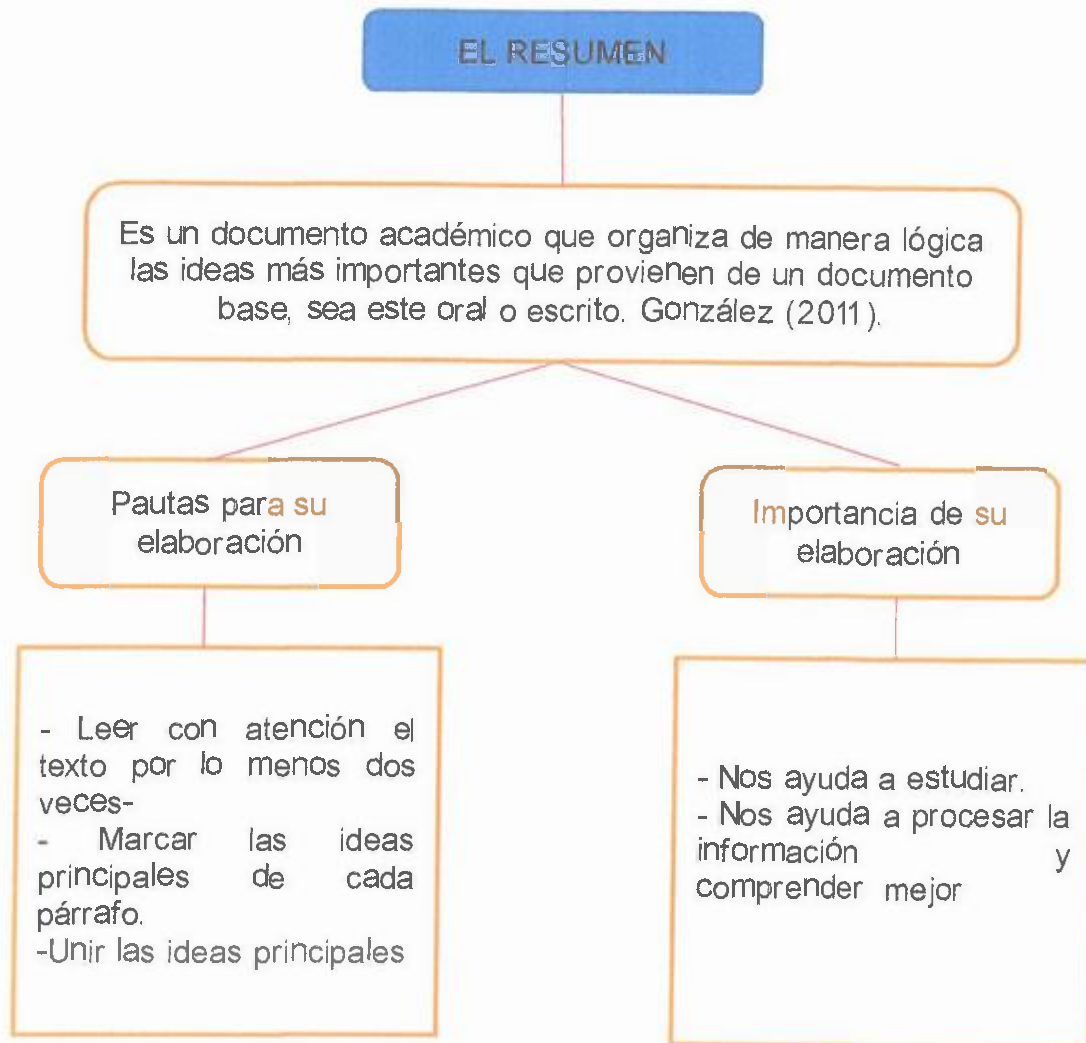 EL RESUMEN
Es un documento académico que organiza de manera lógica
las ideas más importantes que provienen de un documento
base, sea este oral o escrito. González (2011).
Pautas para su
elaboración
Importancia de su
elaboración
- Leer con atención el
texto por lo menos dos
veces-
- Marcar las ideas
principales de cada
párrafo.
-Unir las ideas principales
- Nos ayuda a estudiar.
- Nos ayuda a procesar la
información y
comprender mejor